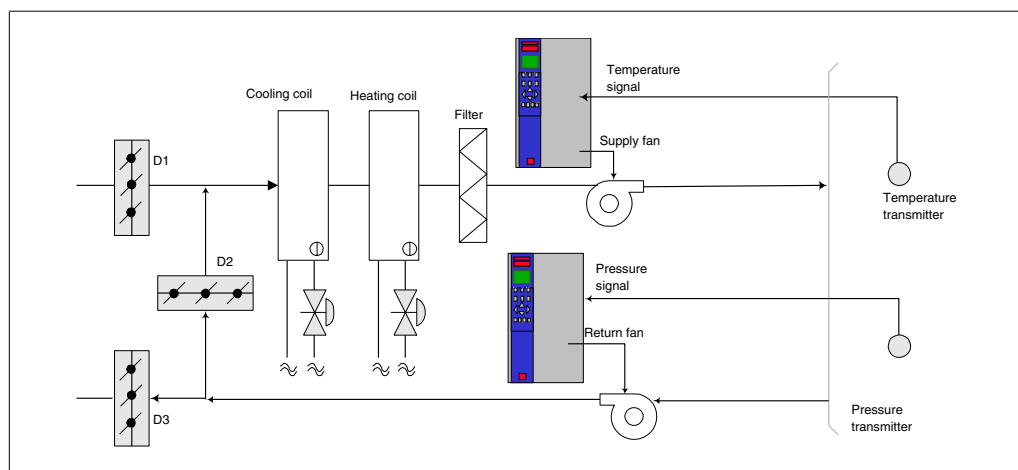 Cooling coil
Heating coil
Filter
Temperature
signal
Supply fan
D1
Temperature
transmitter
D2
Pressure
signal
Return fan
D3
Pressure
transmitter